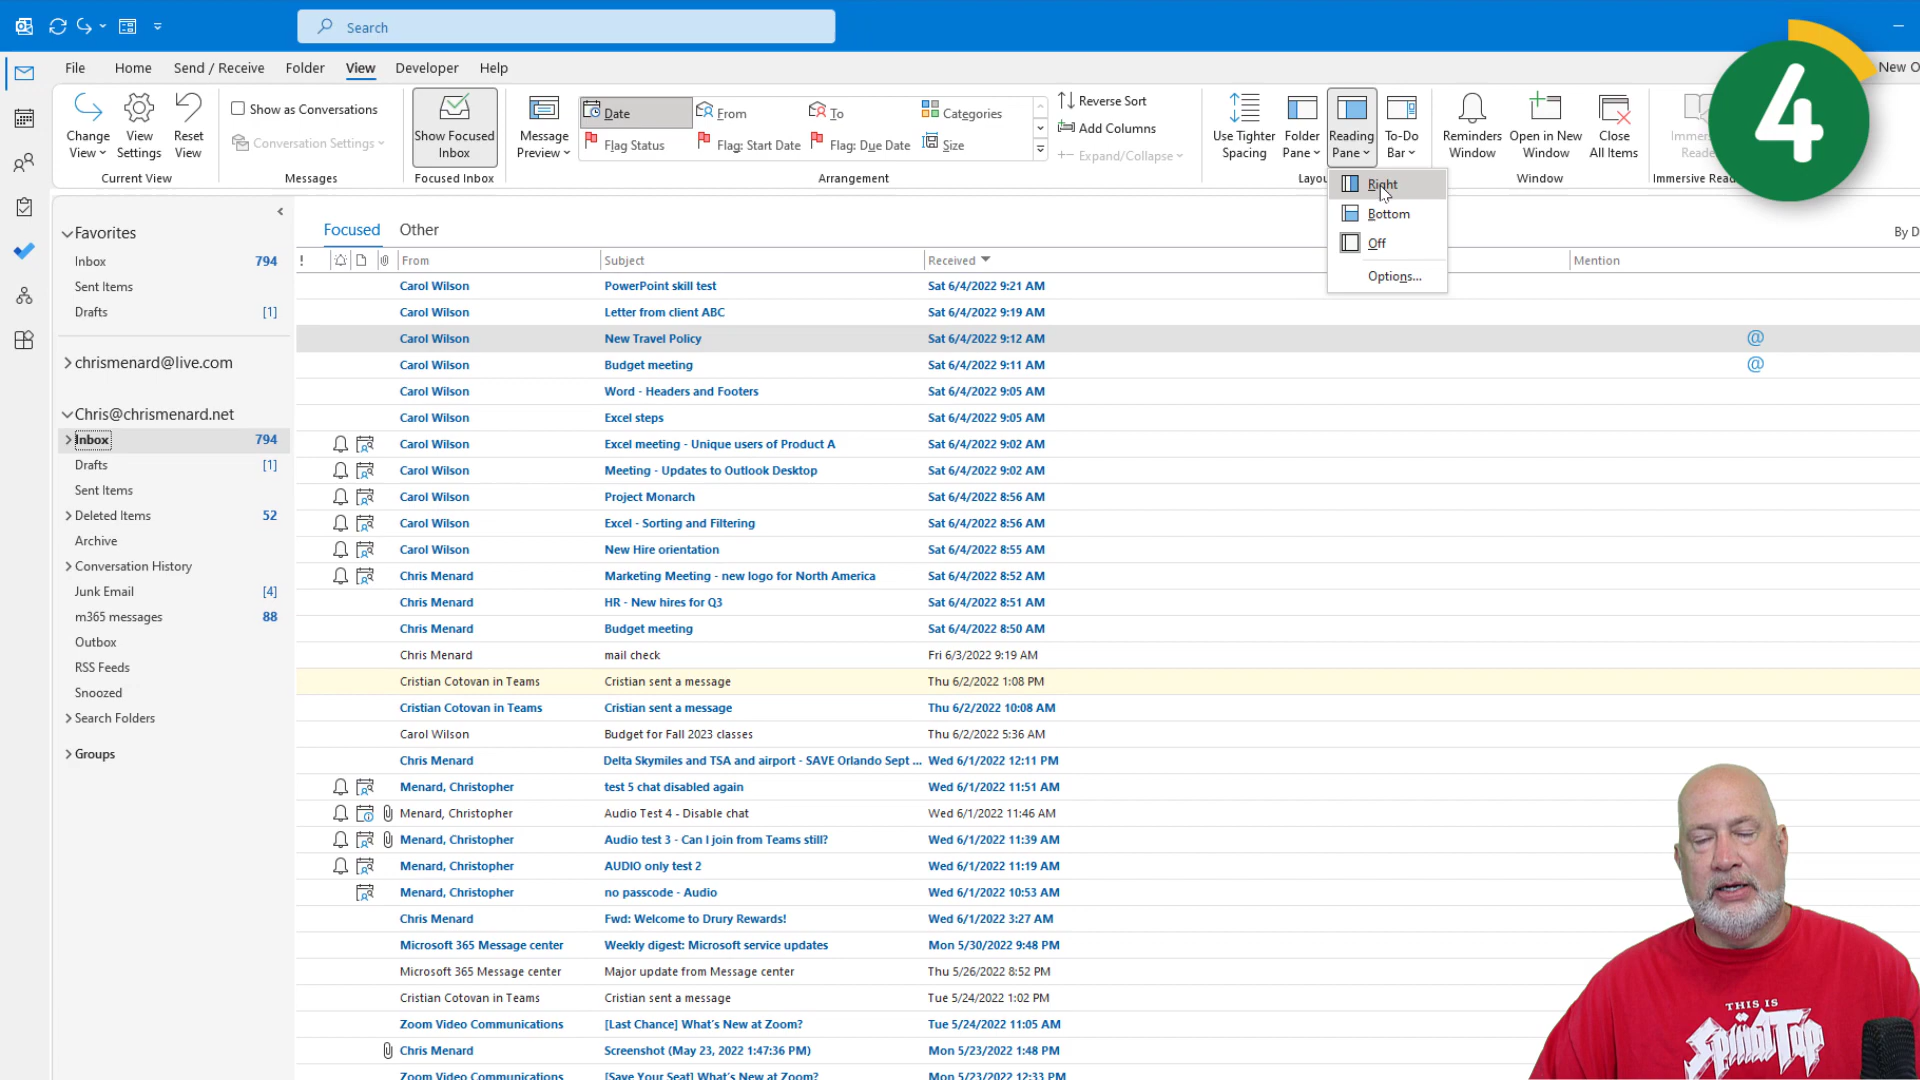 Search
File Home Send / Receive Folder View Developer Help
New O
4
Change View
View Settings
Reset View
Current View
Show as Conversations
Conversation Settings
Messages
Show Focused Inbox
Focused Inbox
Message Preview
Date From To Categories
Flag Status Flag: Start Date Flag: Due Date Size
Reverse Sort
Add Columns
Expand/Collapse
Arrangement
Use Tighter Spacing
Folder Pane
Reading Pane
To-Do Bar
Layou
Reminders Window
Open in New Window
Close All Items
Window
Immer
Reade
Immersive Read
Right
Bottom
Off
Options...
Favorites
Inbox 794
Sent Items
Drafts [1]
chrismenard@live.com
Chris@chrismenard.net
Inbox 794
Drafts [1]
Sent Items
Deleted Items 52
Archive
Conversation History
Junk Email [4]
m365 messages 88
Outbox
RSS Feeds
Snoozed
Search Folders
Groups
Focused Other
By D
! From Subject Received Mention
Carol Wilson PowerPoint skill test Sat 6/4/2022 9:21 AM
Carol Wilson Letter from client ABC Sat 6/4/2022 9:19 AM
Carol Wilson New Travel Policy Sat 6/4/2022 9:12 AM @
Carol Wilson Budget meeting Sat 6/4/2022 9:11 AM @
Carol Wilson Word - Headers and Footers Sat 6/4/2022 9:05 AM
Carol Wilson Excel steps Sat 6/4/2022 9:05 AM
Carol Wilson Excel meeting - Unique users of Product A Sat 6/4/2022 9:02 AM
Carol Wilson Meeting - Updates to Outlook Desktop Sat 6/4/2022 9:02 AM
Carol Wilson Project Monarch Sat 6/4/2022 8:56 AM
Carol Wilson Excel - Sorting and Filtering Sat 6/4/2022 8:56 AM
Carol Wilson New Hire orientation Sat 6/4/2022 8:55 AM
Chris Menard Marketing Meeting - new logo for North America Sat 6/4/2022 8:52 AM
Chris Menard HR - New hires for Q3 Sat 6/4/2022 8:51 AM
Chris Menard Budget meeting Sat 6/4/2022 8:50 AM
Chris Menard mail check Fri 6/3/2022 9:19 AM
Cristian Cotovan in Teams Cristian sent a message Thu 6/2/2022 1:08 PM
Cristian Cotovan in Teams Cristian sent a message Thu 6/2/2022 10:08 AM
Carol Wilson Budget for Fall 2023 classes Thu 6/2/2022 5:36 AM
Chris Menard Delta Skymiles and TSA and airport - SAVE Orlando Sept ... Wed 6/1/2022 12:11 PM
Menard, Christopher test 5 chat disabled again Wed 6/1/2022 11:51 AM
Menard, Christopher Audio Test 4 - Disable chat Wed 6/1/2022 11:46 AM
Menard, Christopher Audio test 3 - Can I join from Teams still? Wed 6/1/2022 11:39 AM
Menard, Christopher AUDIO only test 2 Wed 6/1/2022 11:19 AM
Menard, Christopher no passcode - Audio Wed 6/1/2022 10:53 AM
Chris Menard Fwd: Welcome to Drury Rewards! Wed 6/1/2022 3:27 AM
Microsoft 365 Message center Weekly digest: Microsoft service updates Mon 5/30/2022 9:48 PM
Microsoft 365 Message center Major update from Message center Thu 5/26/2022 8:52 PM
Cristian Cotovan in Teams Cristian sent a message Tue 5/24/2022 1:02 PM
Zoom Video Communications [Last Chance] What's New at Zoom? Tue 5/24/2022 11:05 AM
Chris Menard Screenshot (May 23, 2022 1:47:36 PM) Mon 5/23/2022 1:48 PM
Zoom Video Communications [Save Your Seat] What's New at Zoom? Mon 5/23/2022 12:33 PM
THIS IS
Spinal Tap